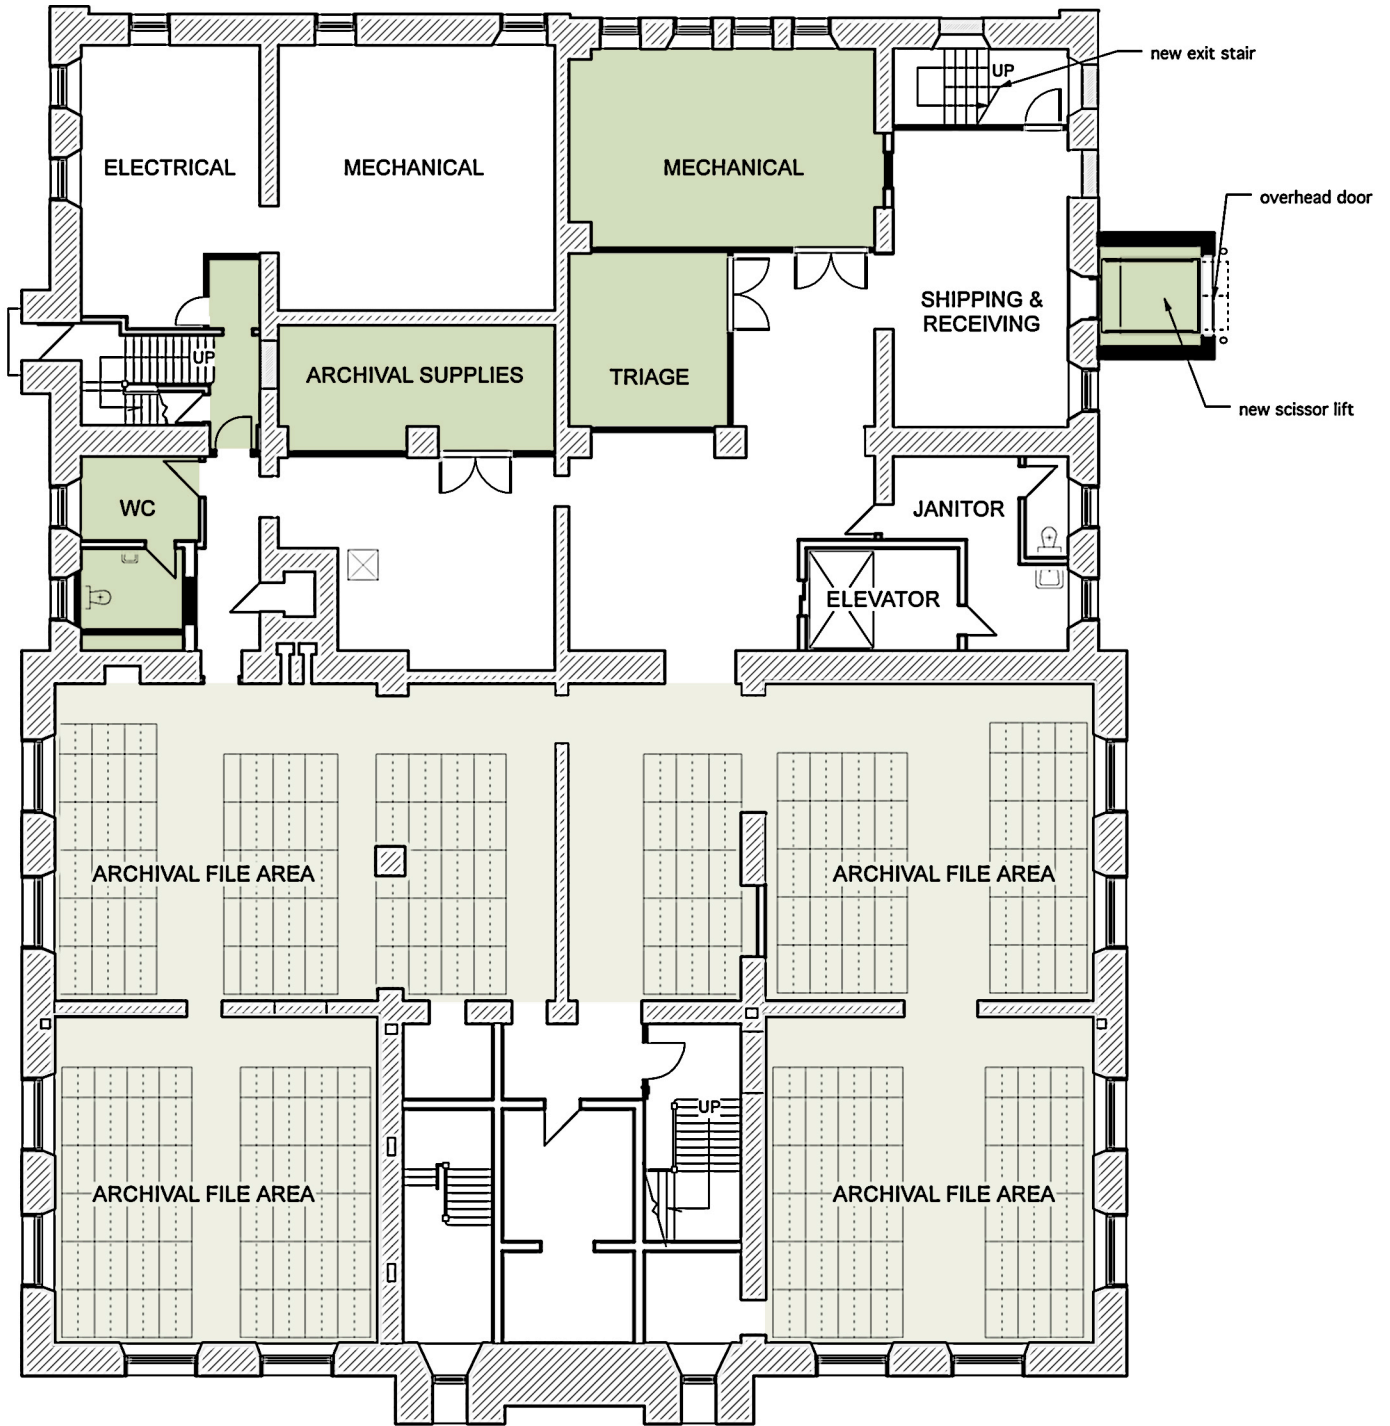 new exit stair
UP
ELECTRICAL
MECHANICAL
MECHANICAL
overhead door
SHIPPING &
RECEIVING
UP
ARCHIVAL SUPPLIES
TRIAGE
new scissor lift
WC
JANITOR
ELEVATOR
ARCHIVAL FILE AREA
ARCHIVAL FILE AREA
UP
ARCHIVAL FILE AREA
ARCHIVAL FILE AREA